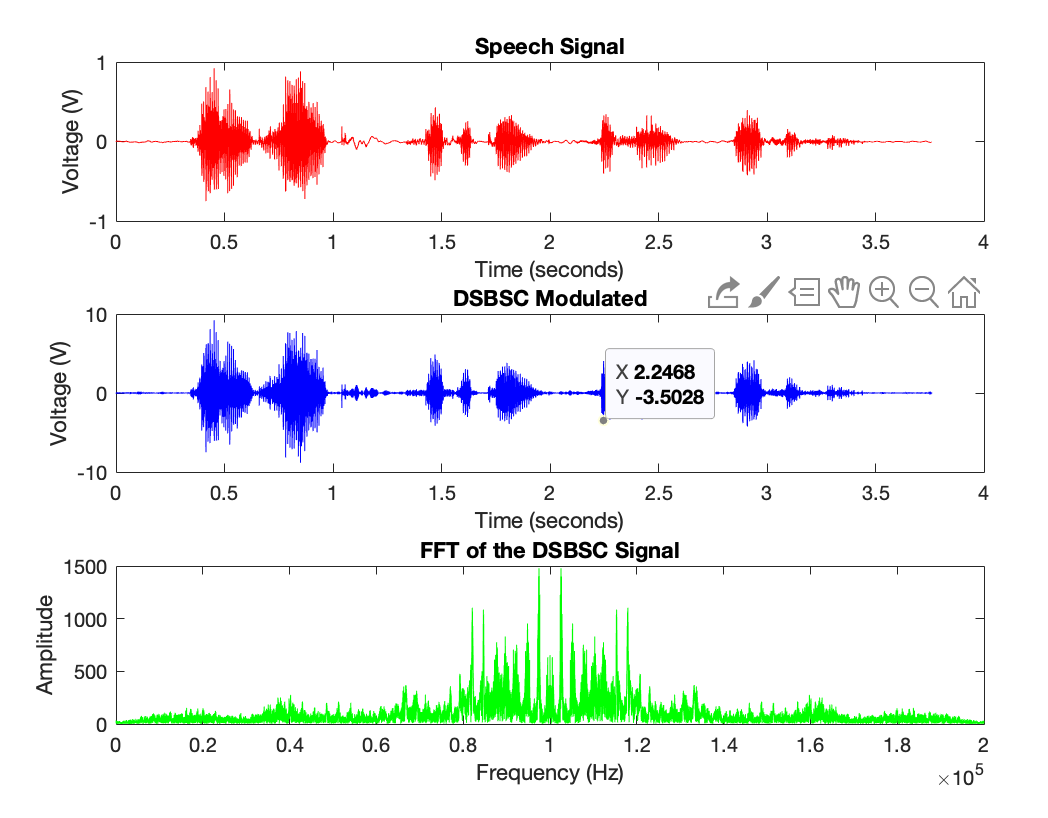 Speech Signal
1
0
-1
Voltage (V)
0 0.5 1 1.5 2 2.5 3 3.5 4
Time (seconds)
DSBSC Modulated
10
0
-10
Voltage (V)
X 2.2468
Y -3.5028
0 0.5 1 1.5 2 2.5 3 3.5 4
Time (seconds)
FFT of the DSBSC Signal
1500
1000
500
0
Amplitude
0 0.2 0.4 0.6 0.8 1 1.2 1.4 1.6 1.8 2
Frequency (Hz)
×10⁵